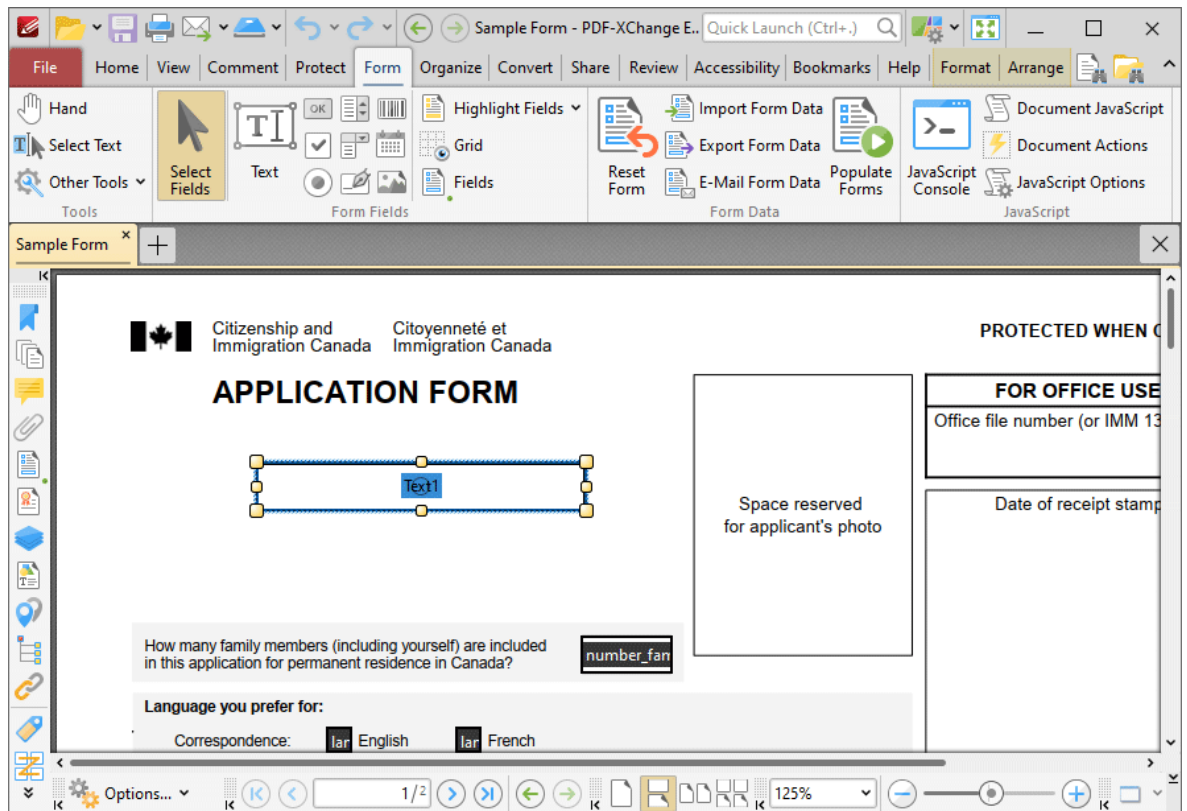 Sample Form - PDF-XChange E..
Quick Launch (Ctrl+.)
File Home View Comment Protect Form Organize Convert Share Review Accessibility Bookmarks Help Format Arrange
Hand
Select Text
Other Tools
Tools
Select Fields
T
Text
OK
Highlight Fields
Grid
Fields
Form Fields
Reset Form
Import Form Data
Export Form Data
E-Mail Form Data
Populate Forms
Form Data
JavaScript Console
Document JavaScript
Document Actions
JavaScript Options
JavaScript
Sample Form
Citizenship and Immigration Canada
Citoyenneté et Immigration Canada
PROTECTED WHEN
APPLICATION FORM
FOR OFFICE USE
Office file number (or IMM 13
Text1
Space reserved
for applicant's photo
Date of receipt stamp
How many family members (including yourself) are included
in this application for permanent residence in Canada?
number_fam
Language you prefer for:
Correspondence: lar English lar French
Options... 1/2 125%